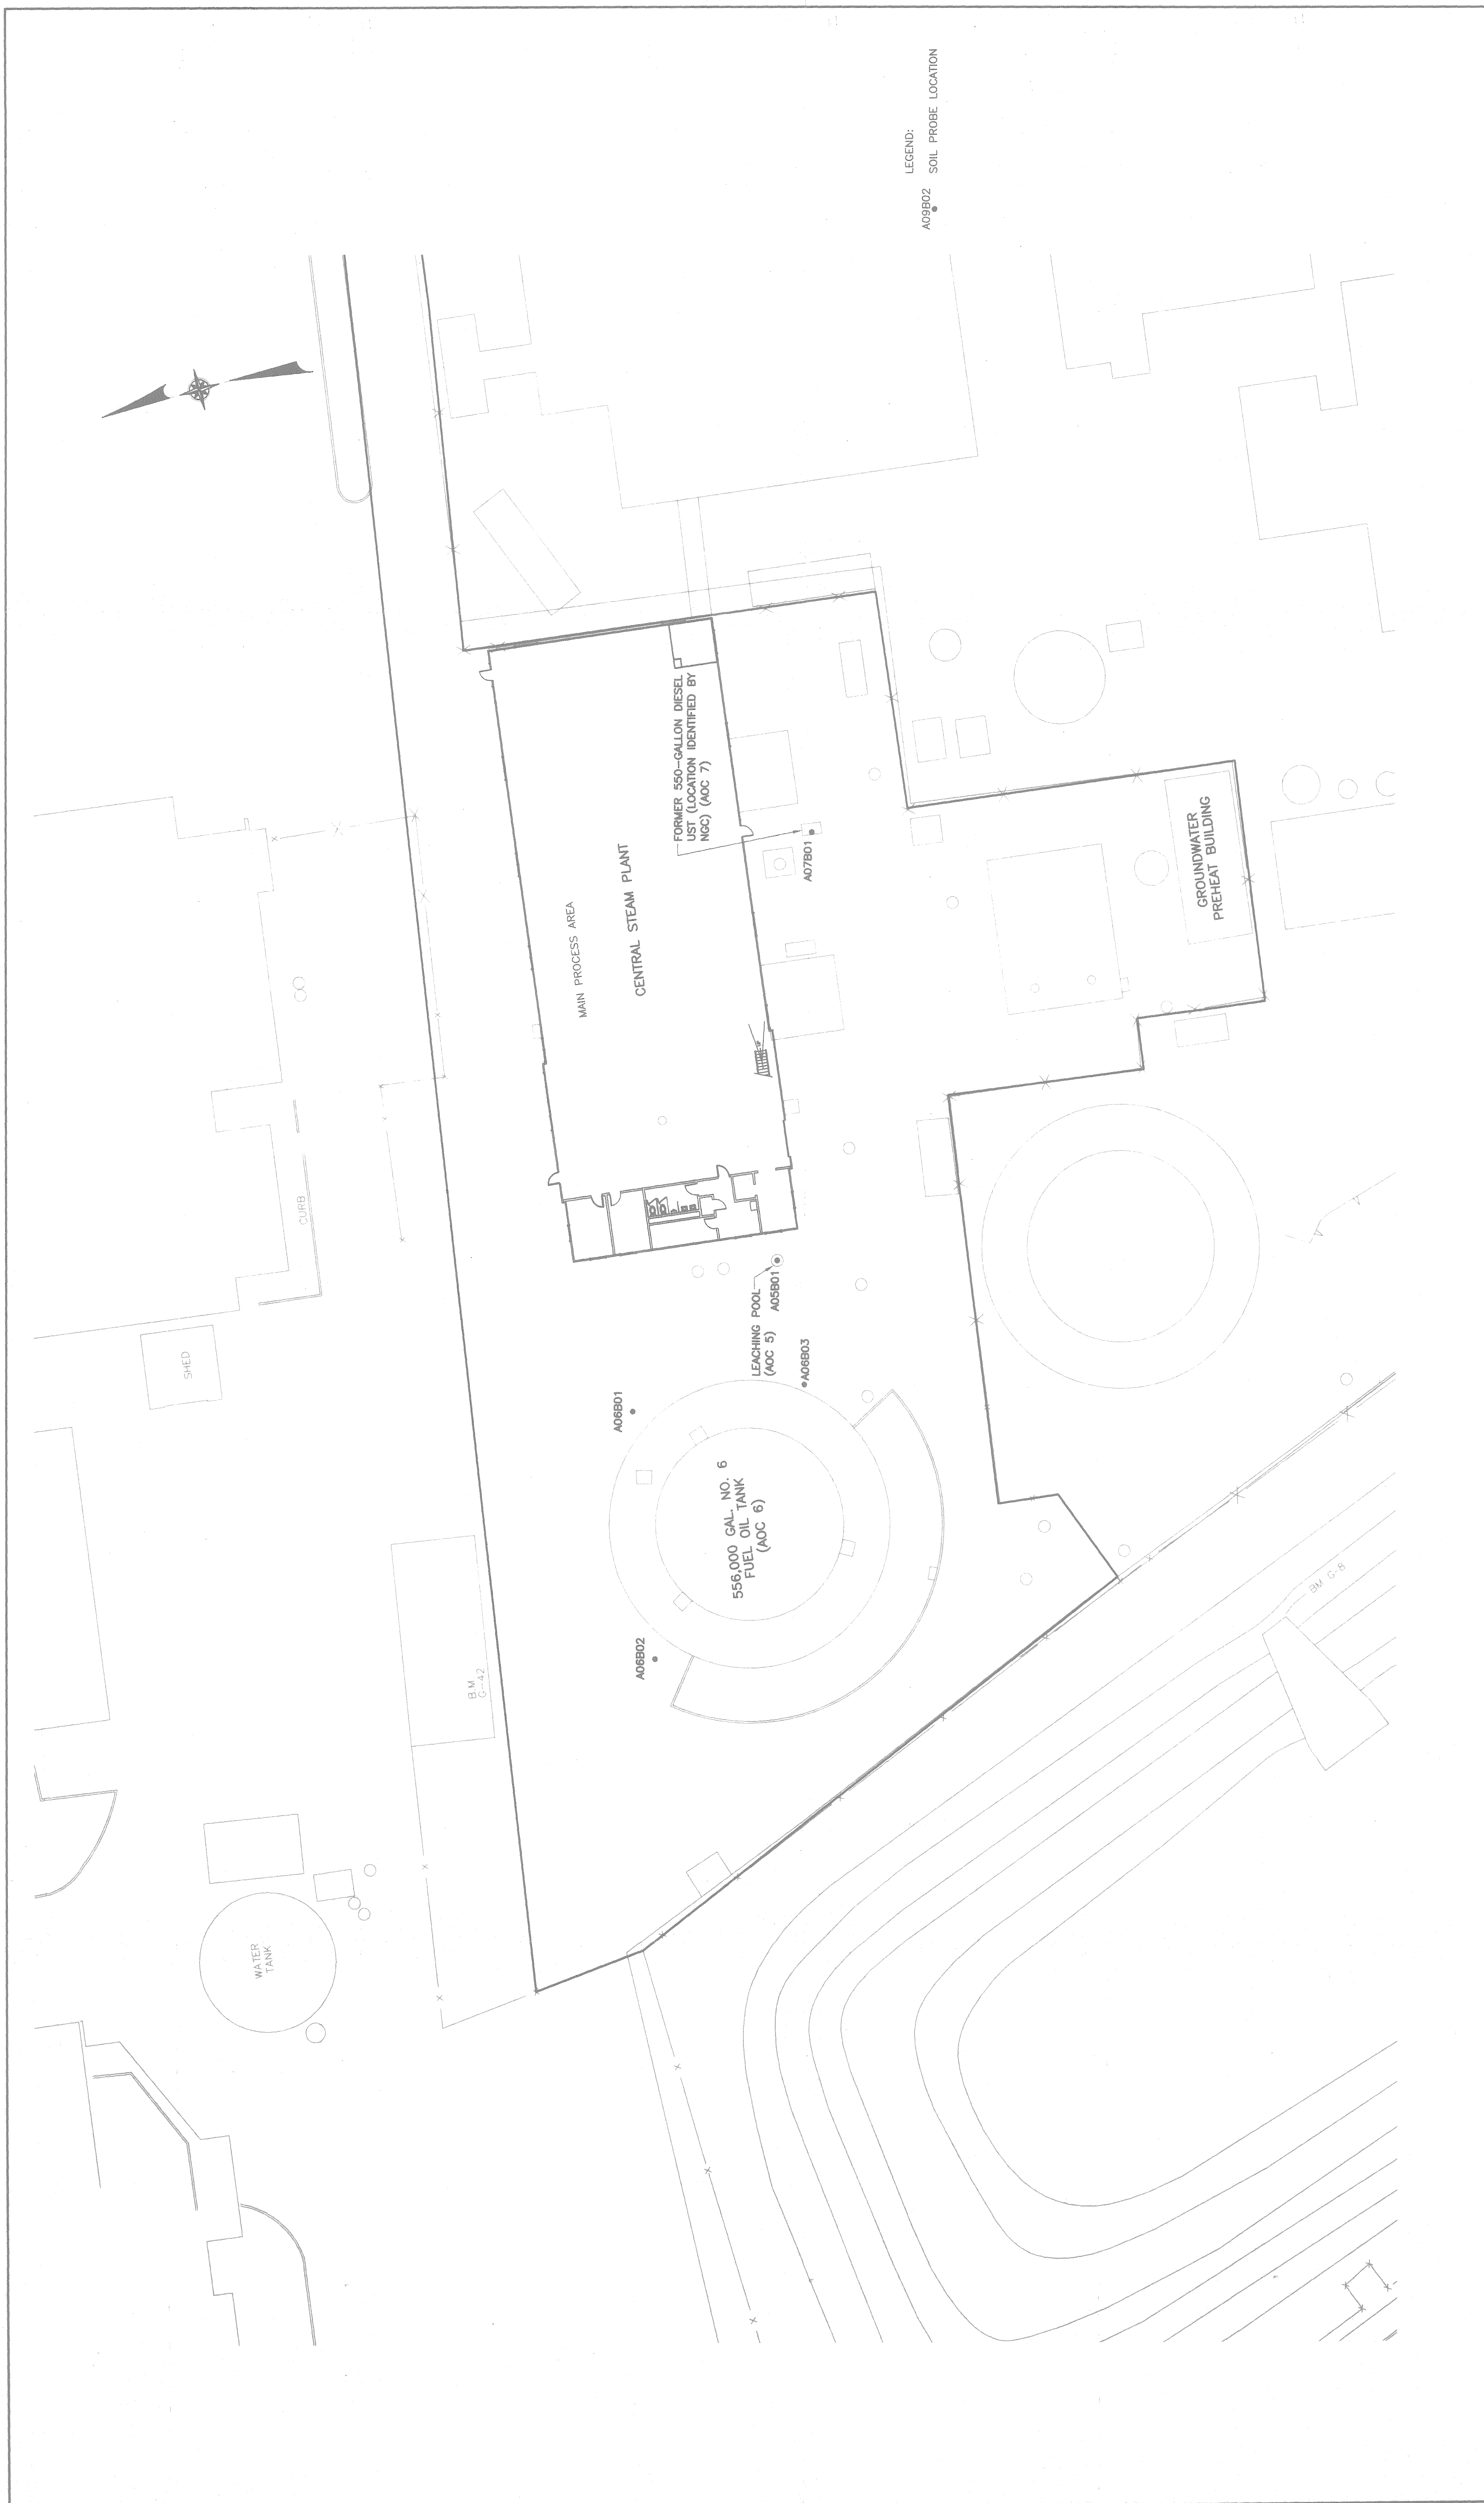 LEGEND:
A09B02
SOIL PROBE LOCATION
FORMER 550-GALLON DIESEL
UST (LOCATION IDENTIFIED BY
NGC) (AOC 7)
A07B01
MAIN PROCESS AREA
CENTRAL STEAM PLANT
GROUNDWATER
PREHEAT BUILDING
CURB
SHED
LEACHING POOL
(AOC 5)
A05B01
A06B03
A06B01
556,000 GAL. NO. 6
FUEL OIL TANK
(AOC 6)
A06B02
B.M.
G-42
BM G-8
WATER
TANK